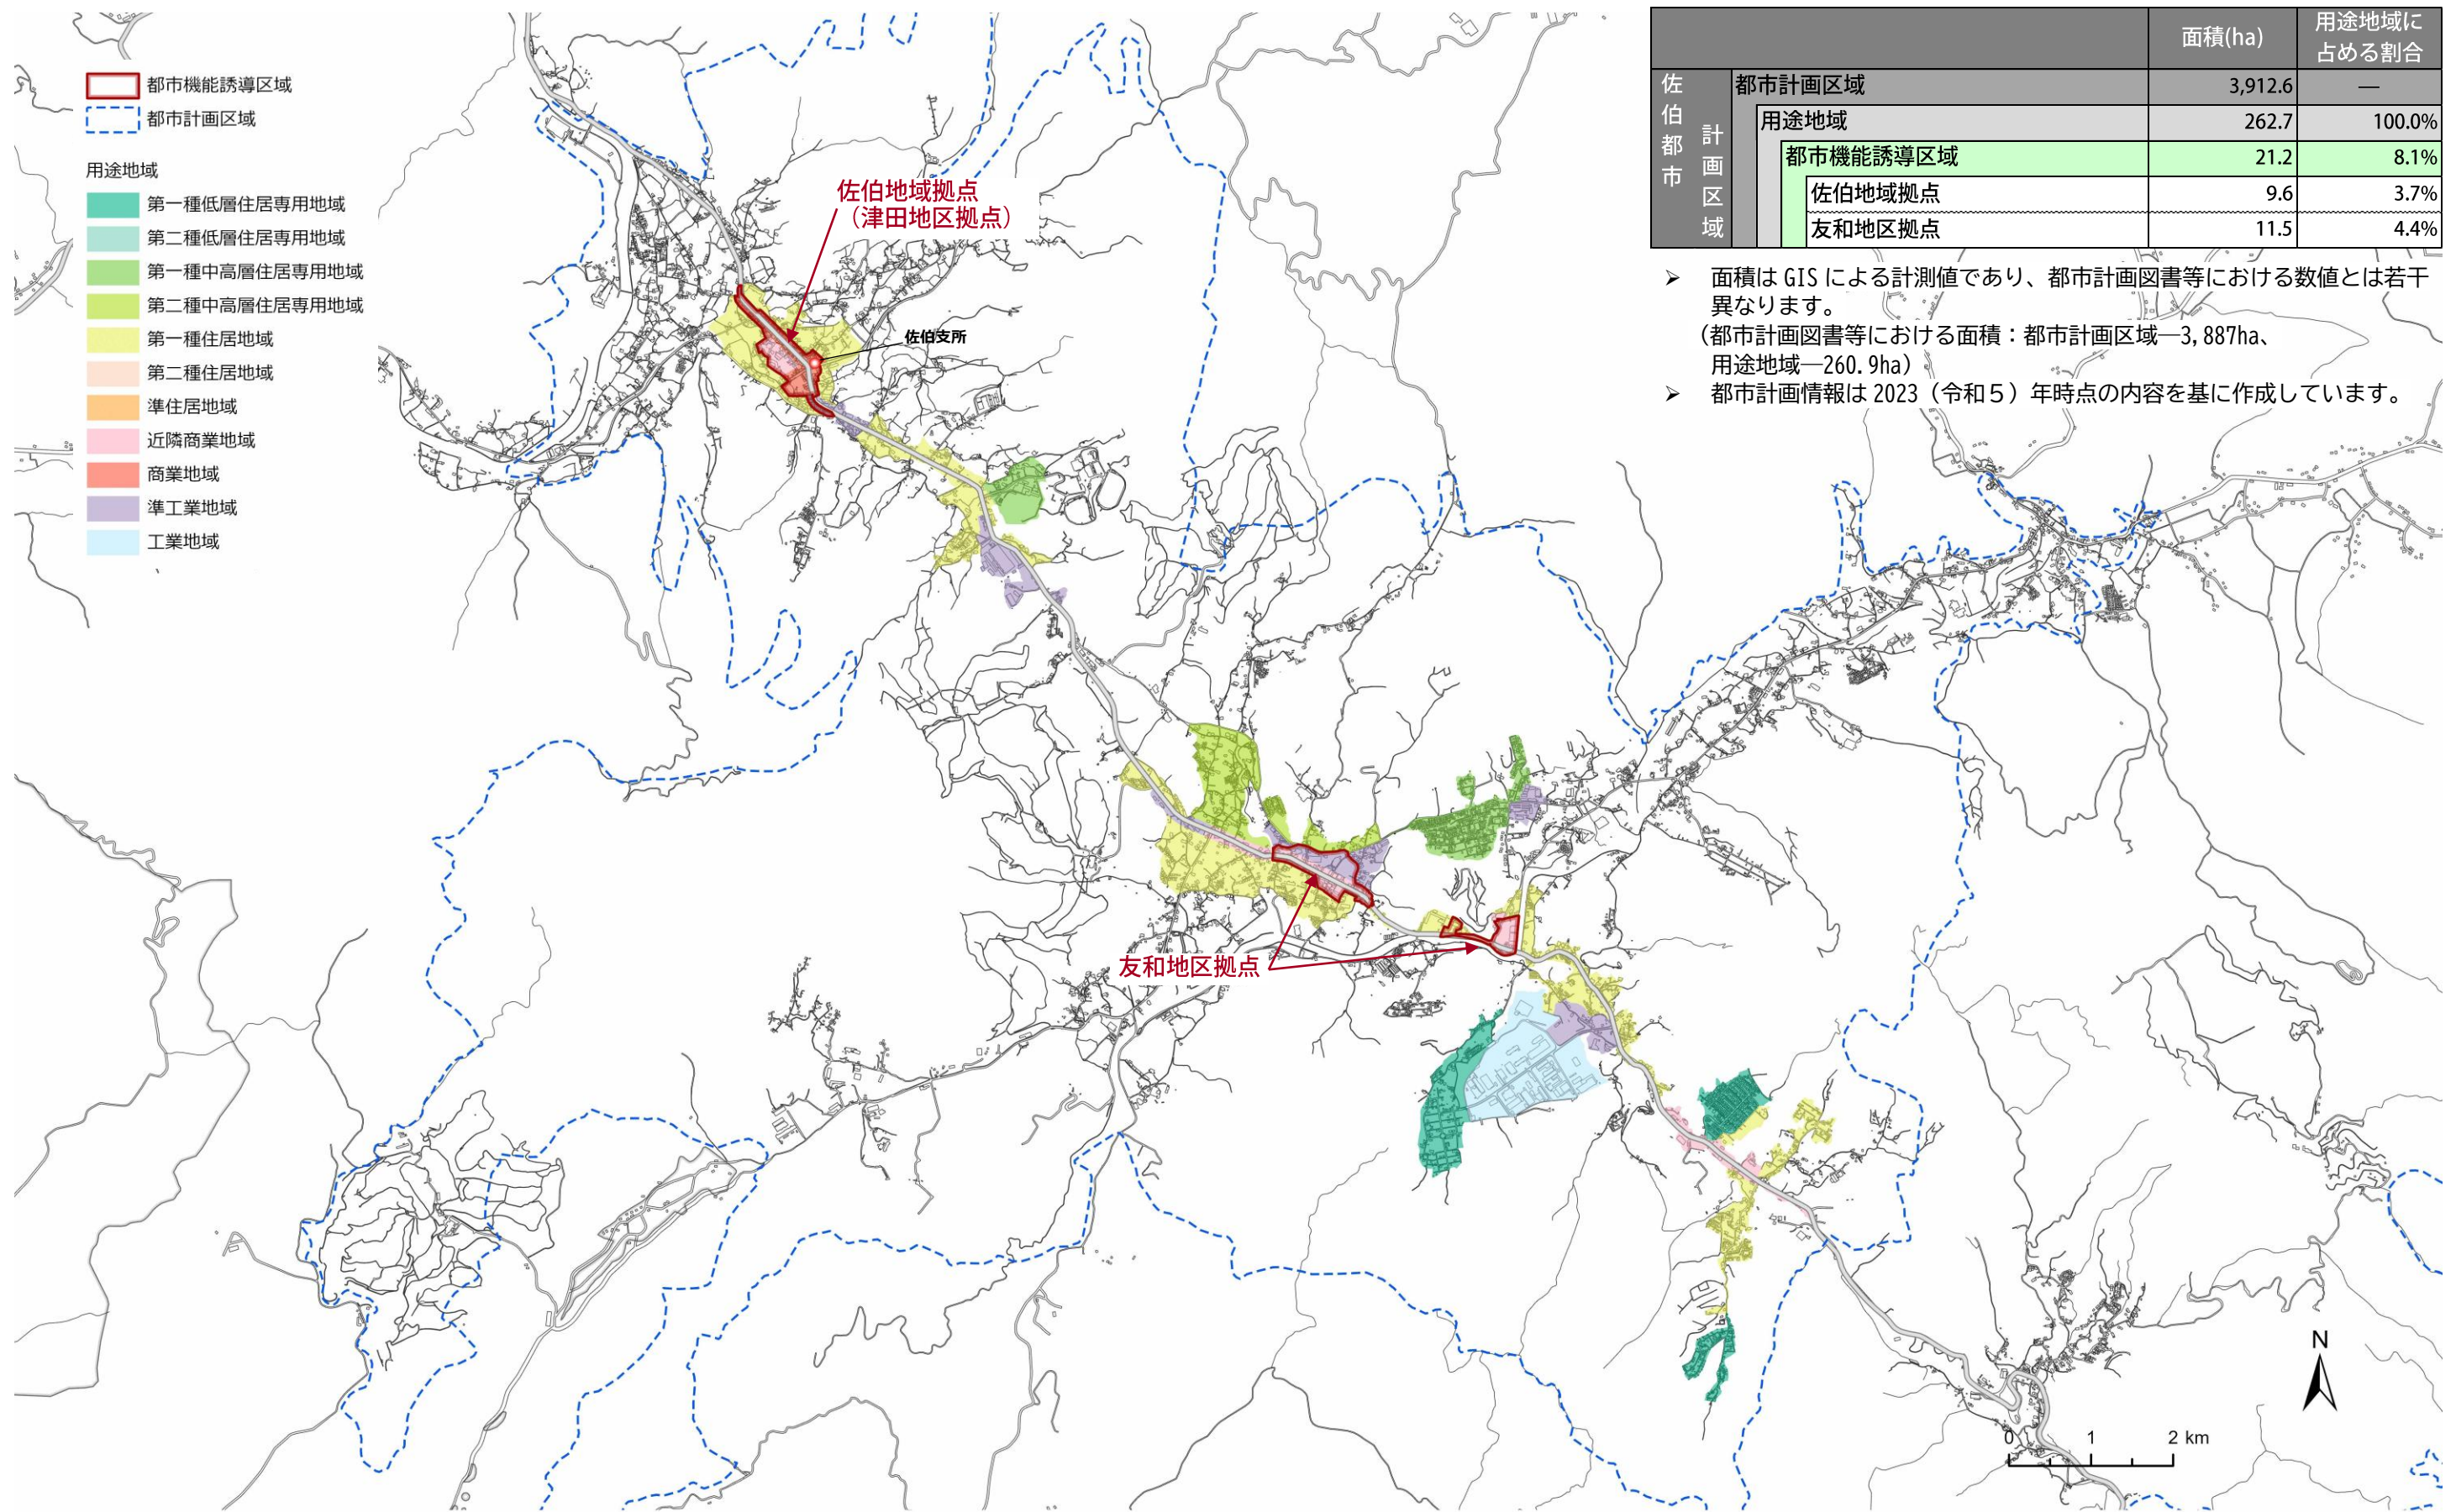 都市機能誘導区域
都市計画区域
用途地域
第一種低層住居専用地域
第二種低層住居専用地域
第一種中高層住居専用地域
第二種中高層住居専用地域
第一種住居地域
第二種住居地域
準住居地域
近隣商業地域
商業地域
準工業地域
工業地域
佐伯地域拠点
（津田地区拠点）
佐伯支所
友和地区拠点
面積(ha)
用途地域に
占める割合
佐伯都市
計画区域
都市計画区域 3,912.6 ―
用途地域 262.7 100.0%
都市機能誘導区域 21.2 8.1%
佐伯地域拠点 9.6 3.7%
友和地区拠点 11.5 4.4%
➢ 面積は GIS による計測値であり、都市計画図書等における数値とは若干
異なります。
（都市計画図書等における面積：都市計画区域―3,887ha、
用途地域―260.9ha）
➢ 都市計画情報は 2023（令和５）年時点の内容を基に作成しています。
N
0 1 2 km